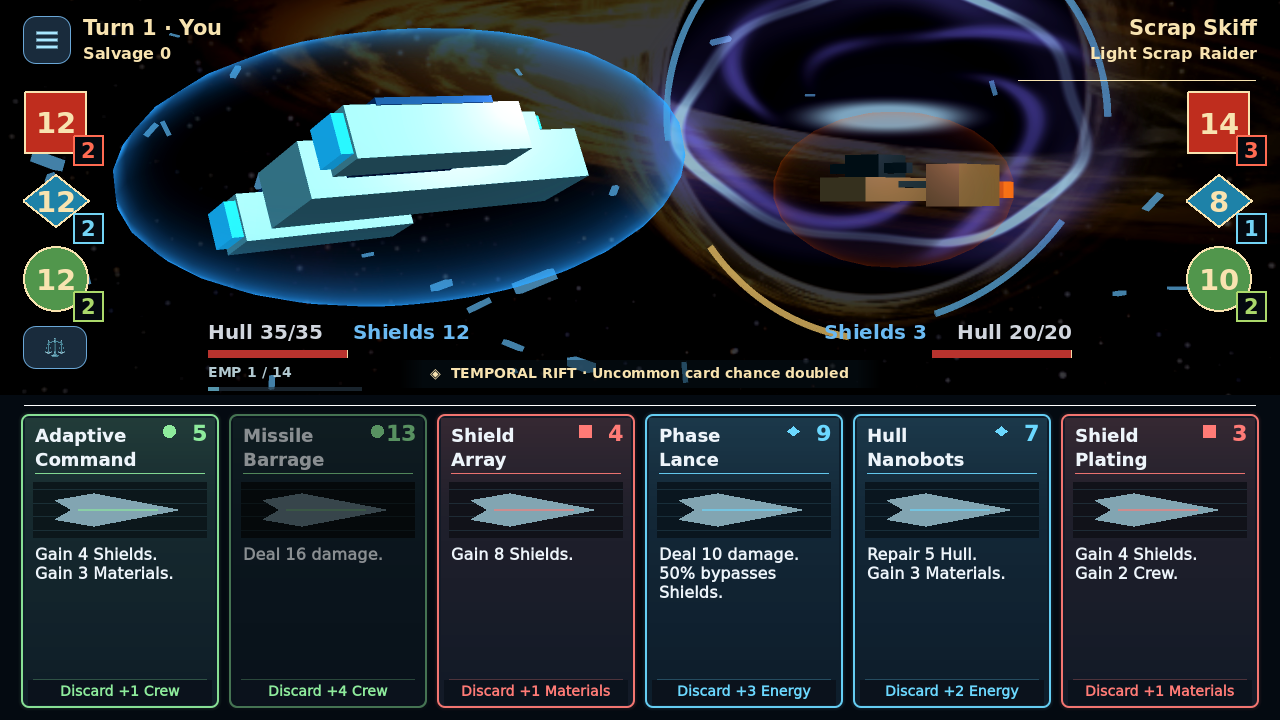 Turn 1 · You
Salvage 0
Scrap Skiff
Light Scrap Raider
12
2
12
2
12
2
14
3
8
1
10
2
Hull 35/35 Shields 12
EMP 1 / 14
Shields 3 Hull 20/20
◈ TEMPORAL RIFT · Uncommon card chance doubled
Adaptive 5
Command
Gain 4 Shields.
Gain 3 Materials.
Discard +1 Crew
Missile 13
Barrage
Deal 16 damage.
Discard +4 Crew
Shield 4
Array
Gain 8 Shields.
Discard +1 Materials
Phase 9
Lance
Deal 10 damage.
50% bypasses
Shields.
Discard +3 Energy
Hull 7
Nanobots
Repair 5 Hull.
Gain 3 Materials.
Discard +2 Energy
Shield 3
Plating
Gain 4 Shields.
Gain 2 Crew.
Discard +1 Materials